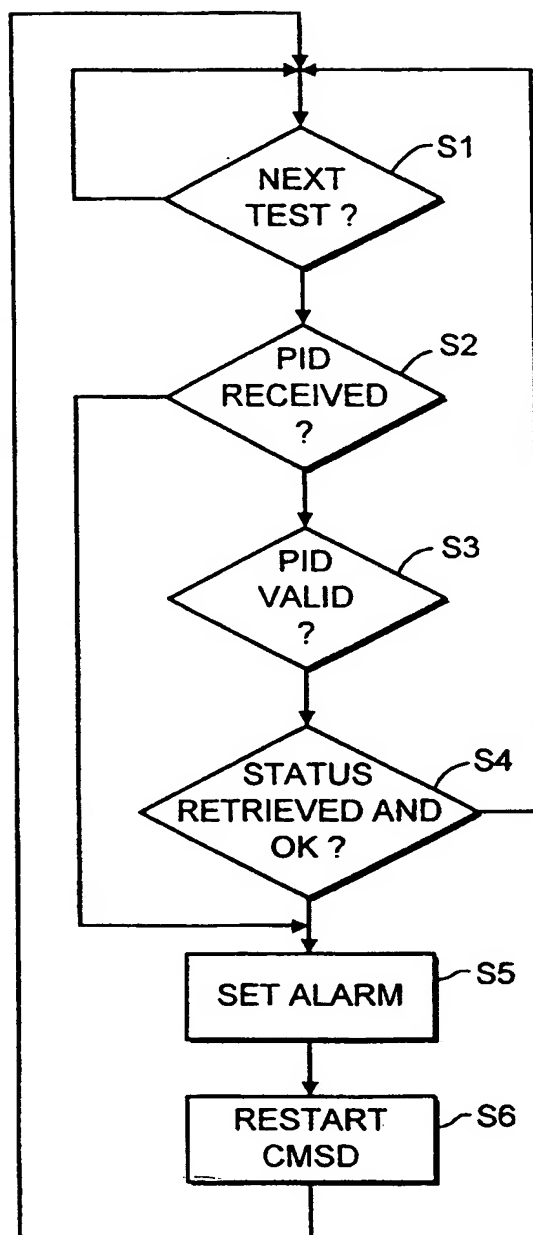 S1
NEXT
TEST ?
S2
PID
RECEIVED
?
S3
PID
VALID
?
S4
STATUS
RETRIEVED AND
OK ?
S5
SET ALARM
S6
RESTART
CMSD